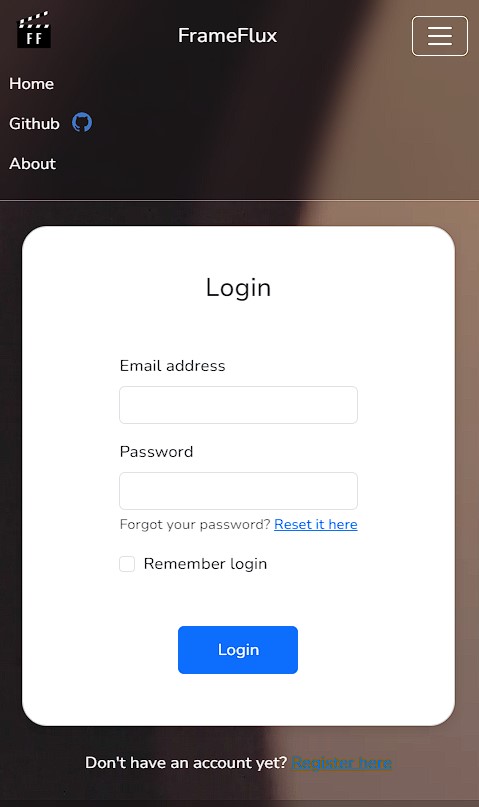 FF
FrameFlux
Home
Github
About
Login
Email address
Password
Forgot your password? Reset it here
Remember login
Login
Don't have an account yet? Register here